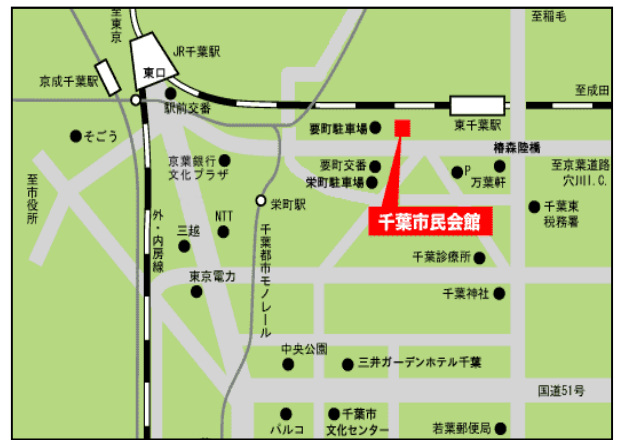 至東京
至稲毛
JR千葉駅
東口
京成千葉駅
至成田
駅前交番
要町駐車場
東千葉駅
そごう
椿森陸橋
京葉銀行
文化プラザ
要町交番
P
万葉軒
至京葉道路
穴川I.C.
至市役所
栄町駐車場
栄町駅
千葉東
税務署
千葉市民会館
NTT
三越
外・内房線
千葉都市モノレール
千葉診療所
東京電力
千葉神社
中央公園
三井ガーデンホテル千葉
国道51号
パルコ
千葉市
文化センター
若葉郵便局